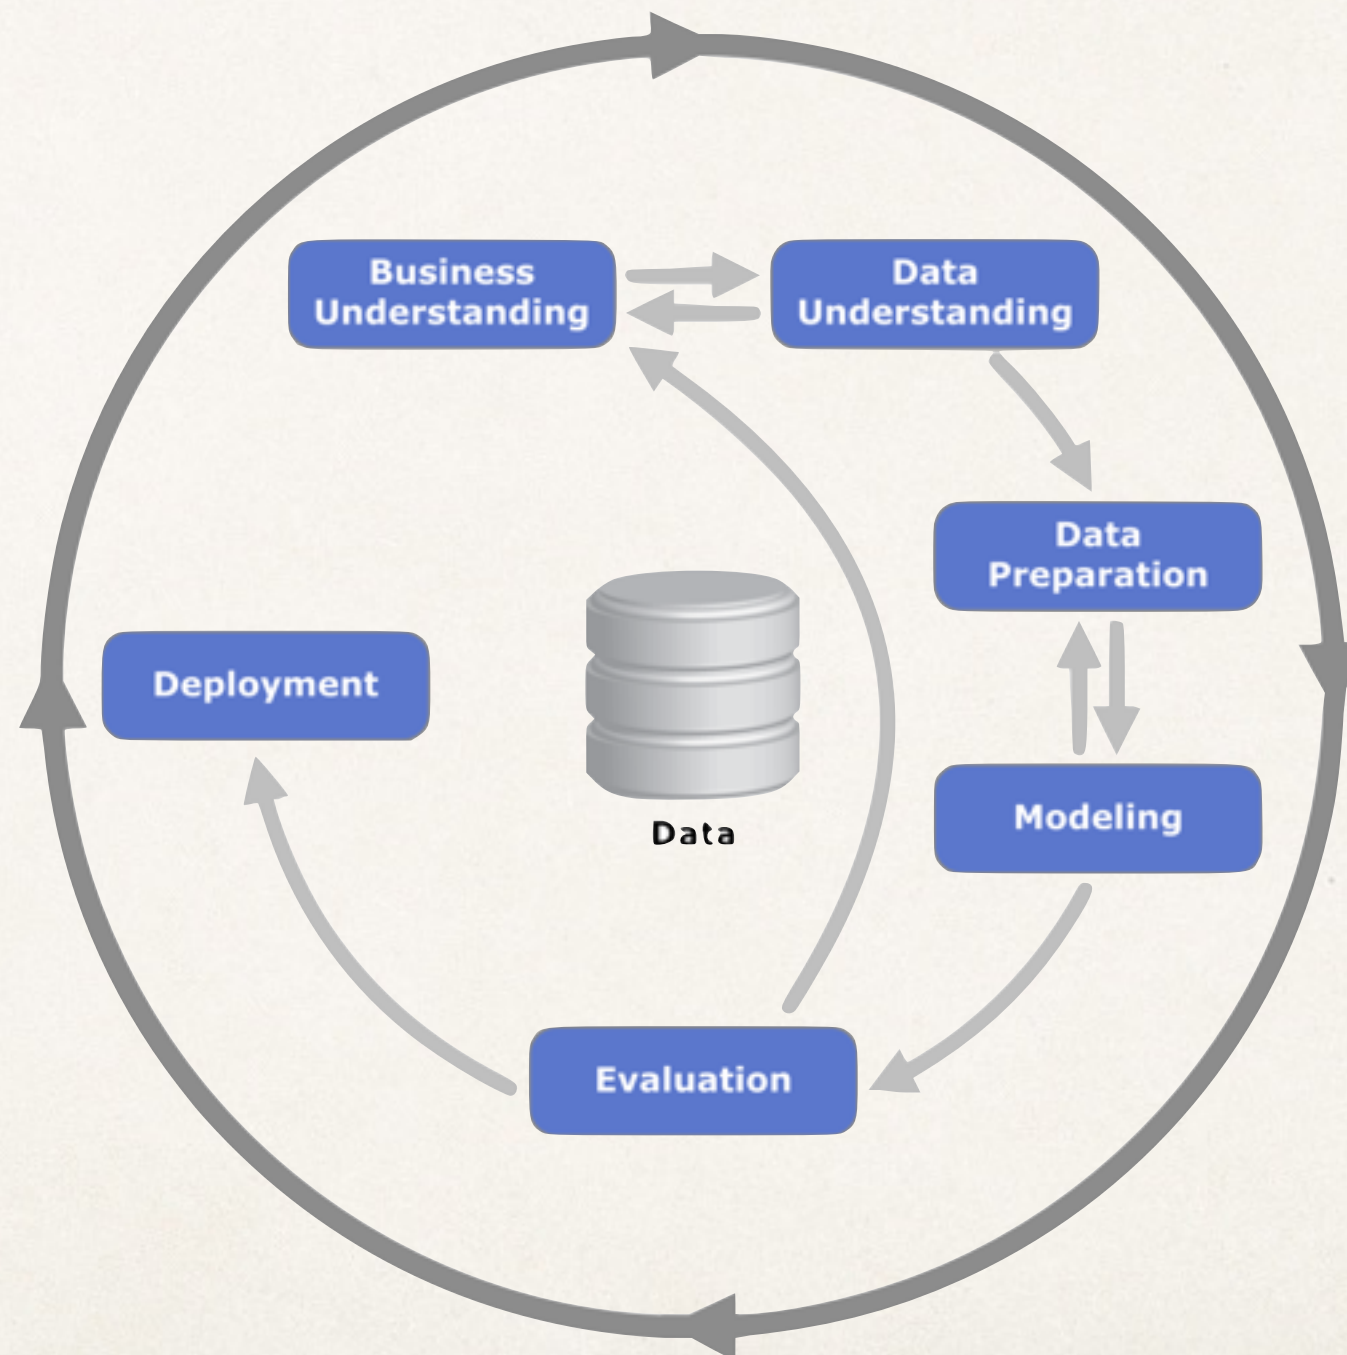 Business
Understanding
Data
Understanding
Data
Preparation
Deployment
Modeling
Data
Evaluation